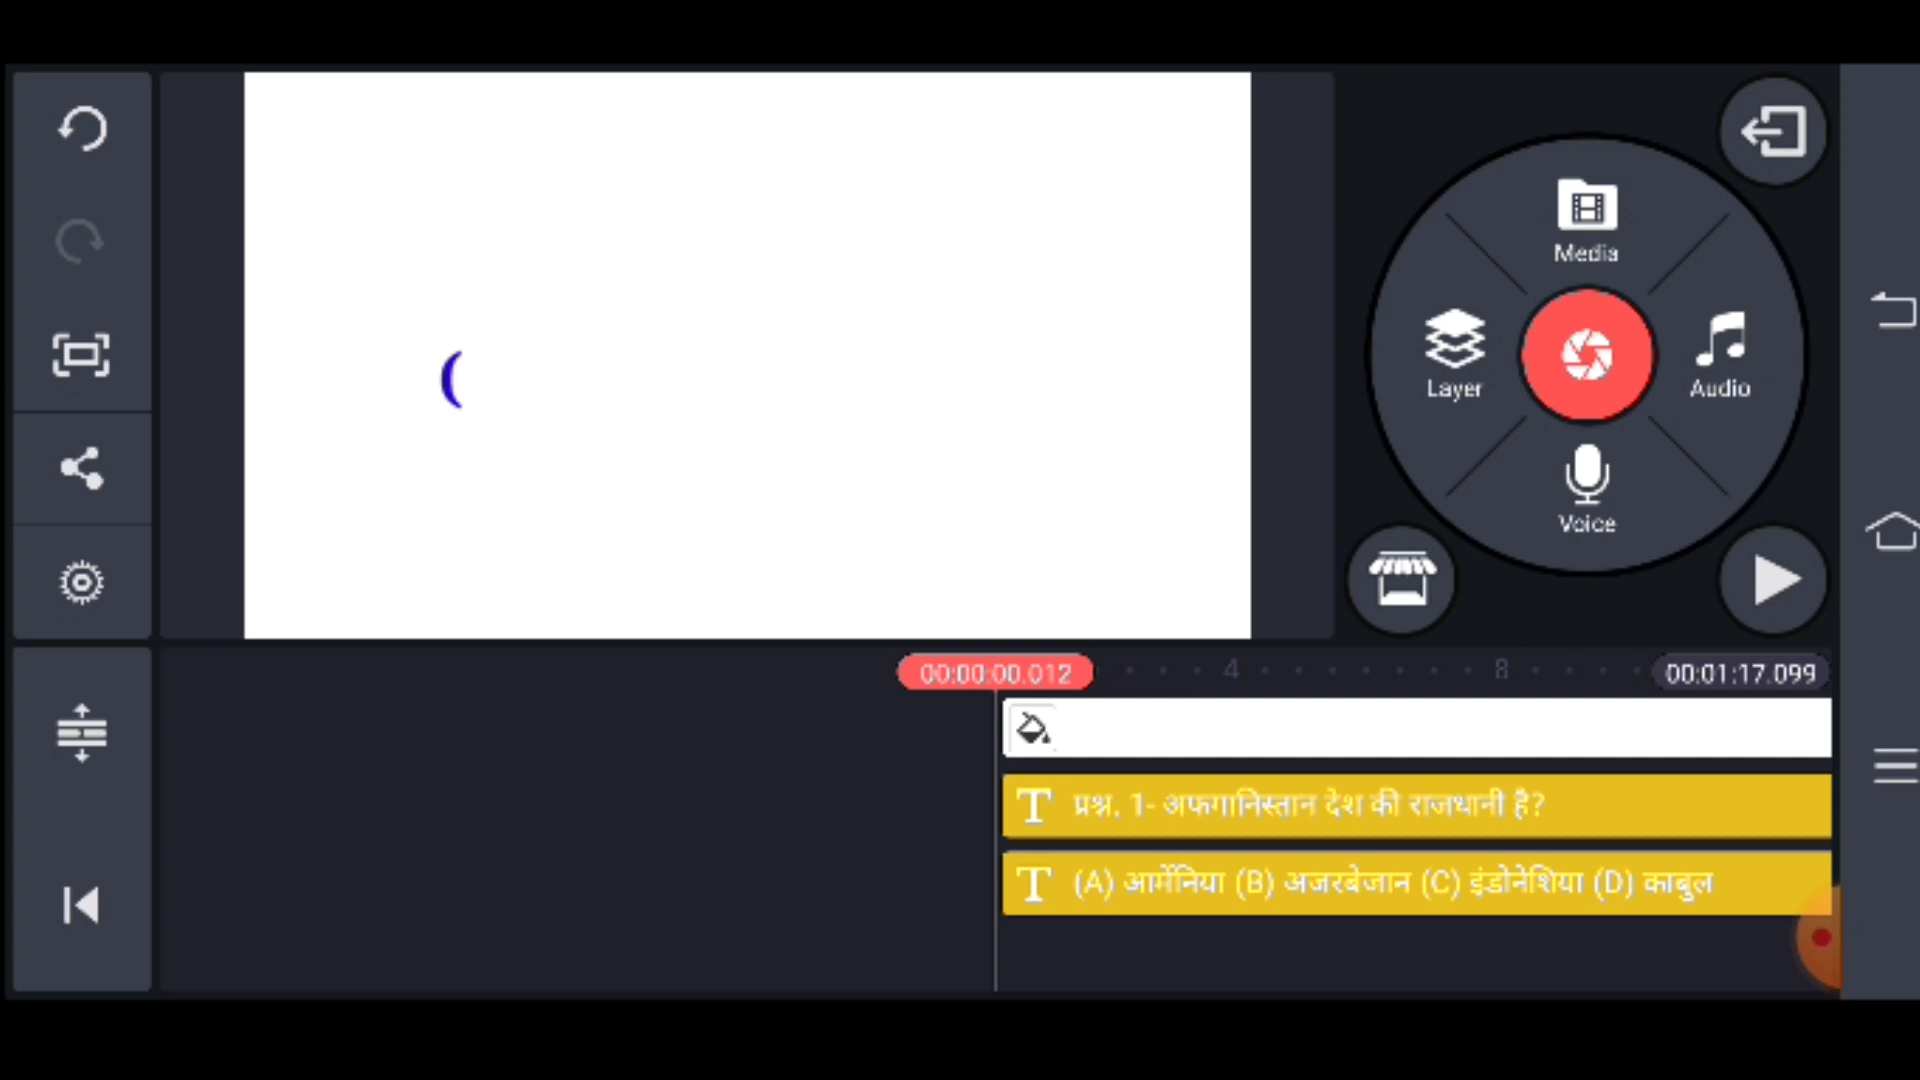 (
Media
Layer
Audio
Voice
00:00:00.012
4
8
00:01:17.099
T प्रश्न. 1- अफगानिस्तान देश की राजधानी है?
T (A) आर्मेनिया (B) अजरबेजान (C) इंडोनेशिया (D) काबुल